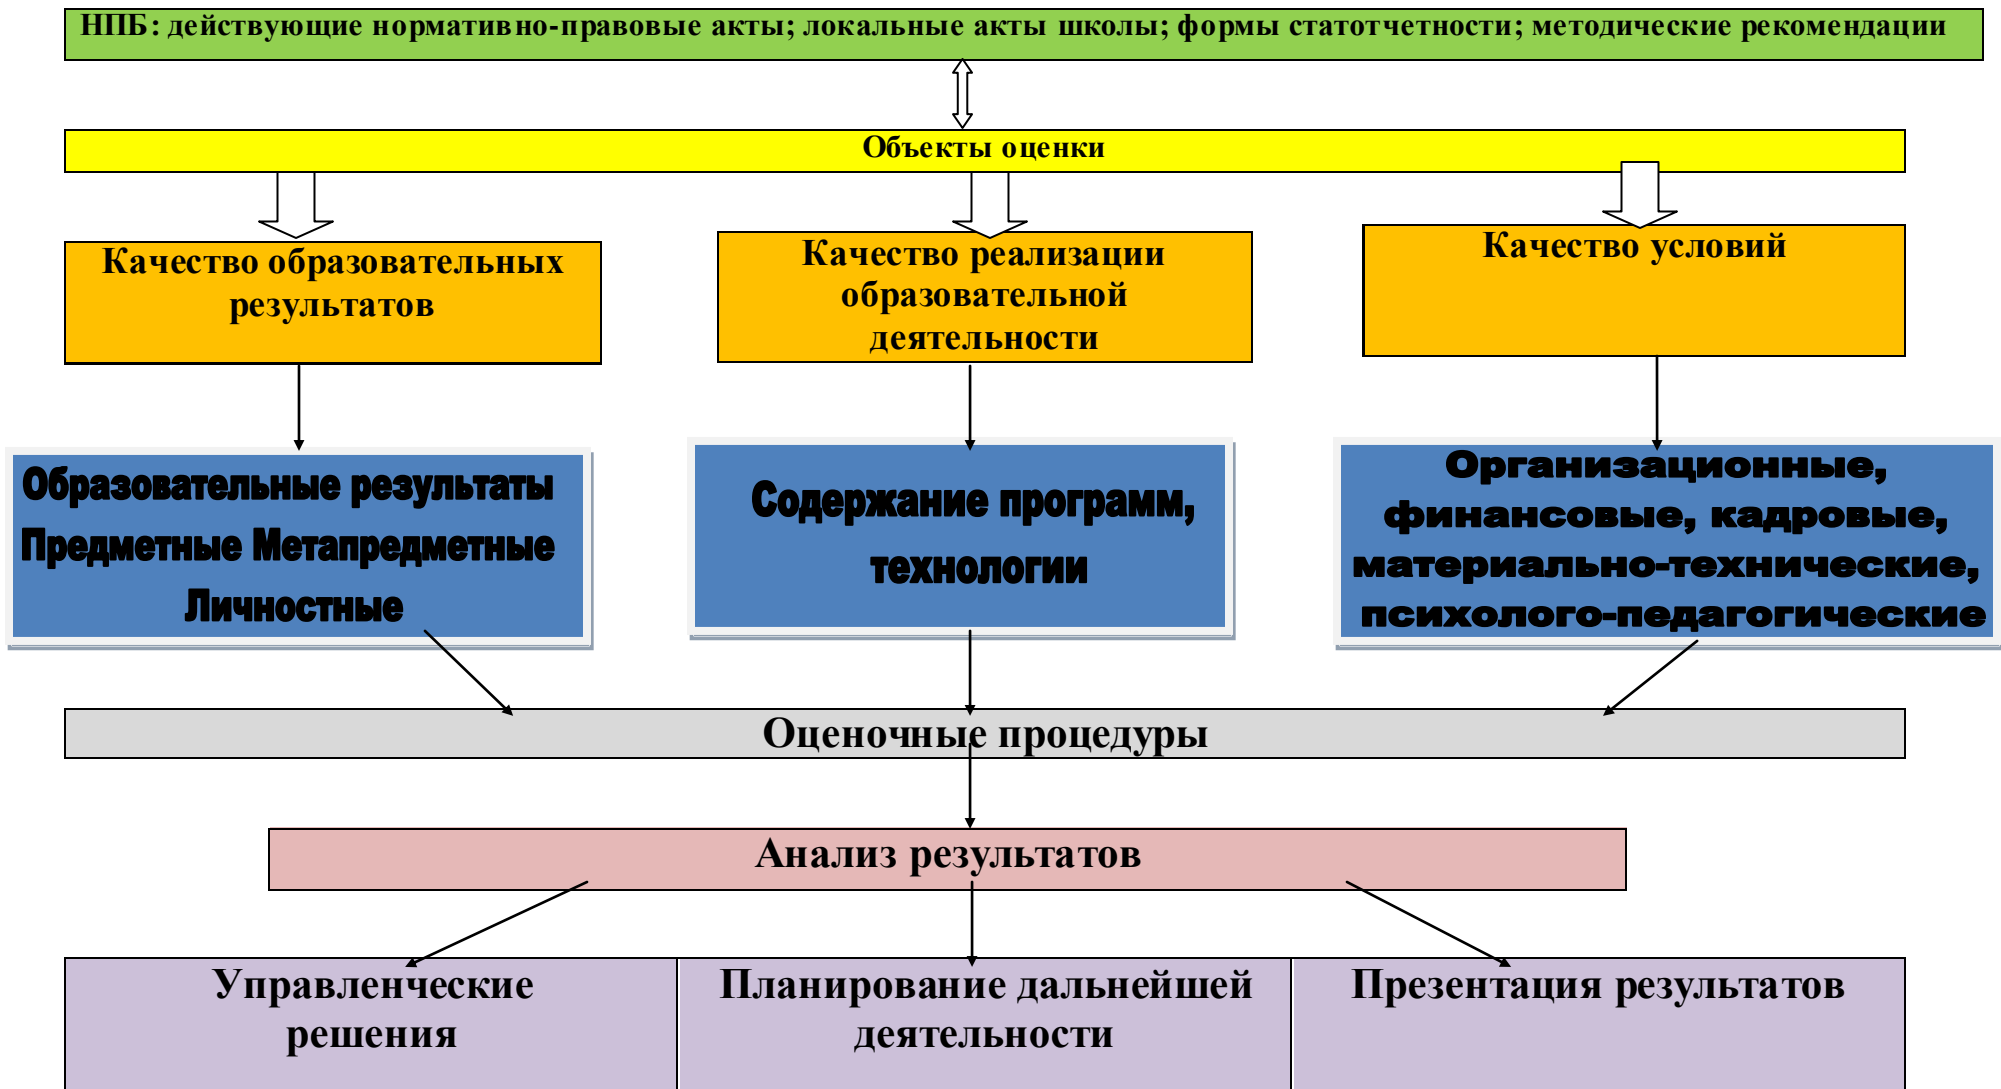 НПБ: действующие нормативно-правовые акты; локальные акты школы; формы статотчетности; методические рекомендации
Объекты оценки
Качество образовательных
результатов
Качество реализации
образовательной
деятельности
Качество условий
Образовательные результаты
Предметные Метапредметные
Личностные
Содержание программ,
технологии
Организационные,
финансовые, кадровые,
материально-технические,
психолого-педагогические
Оценочные процедуры
Анализ результатов
Управленческие
решения
Планирование дальнейшей
деятельности
Презентация результатов